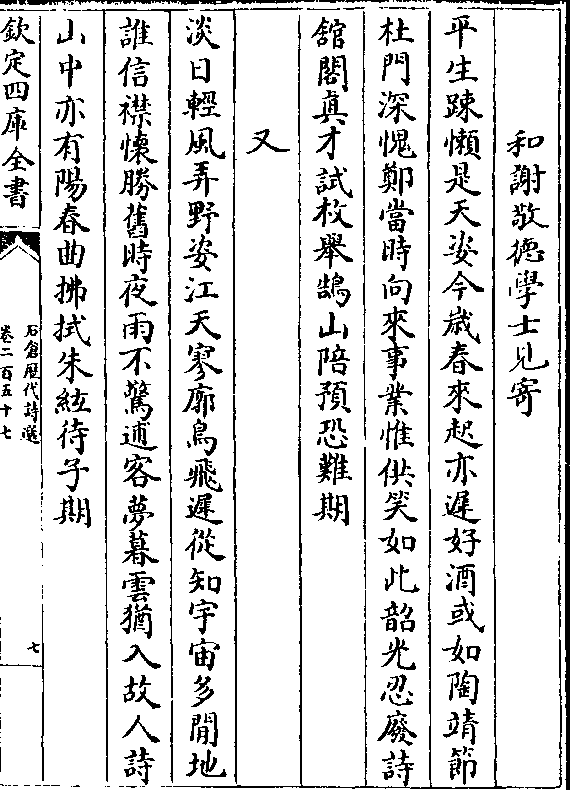 和謝敬德學士見寄
平生踈懶是天姿今嵗春來起亦遲好酒或如陶靖節
杜門深愧鄭當時向來事業惟供笑如此韶光忍廢詩
舘閣真才試枚舉鵠山陪預恐難期
又
淡日輕風弄野姿江天寥廓鳥飛遲從知宇宙多閒地
誰信襟懐勝舊時夜雨不驚逋客夢暮雲猶入故人詩
山中亦有陽春曲拂拭朱絃待子期
欽定四庫全書
石倉歴代詩選
卷二百五十七
七